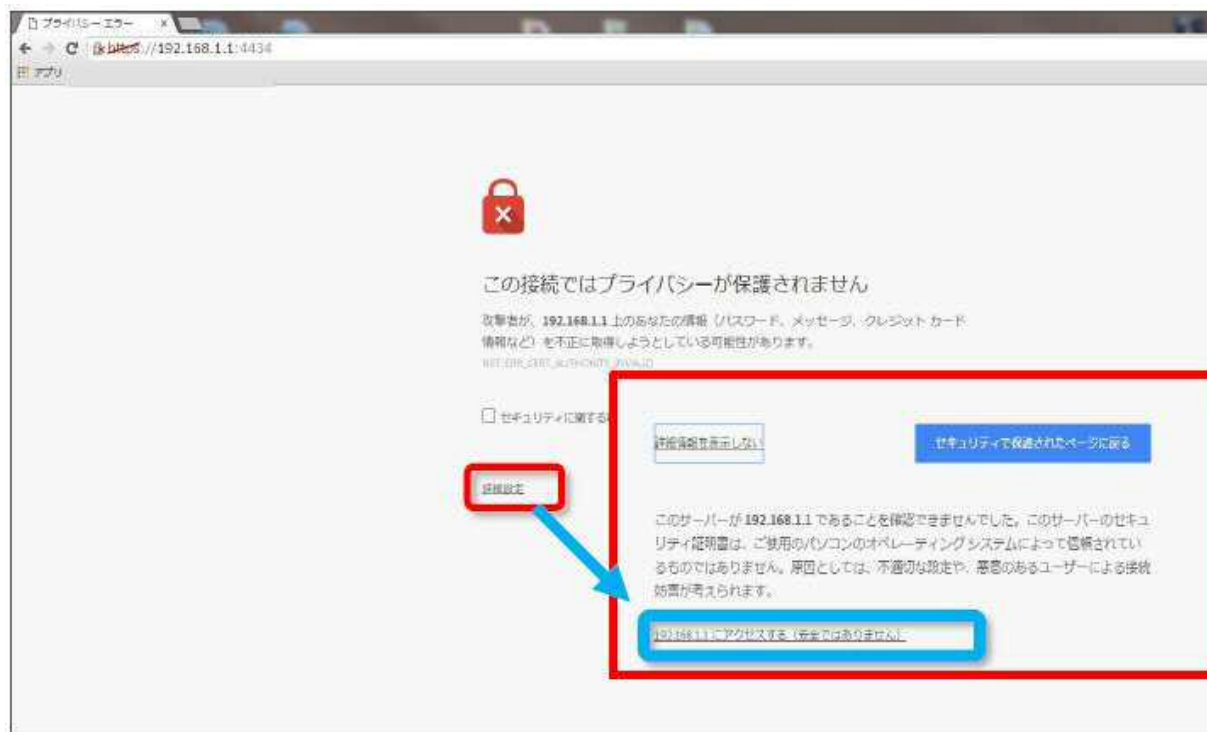 プライバシー エラー
https://192.168.1.1:4434
アプリ
この接続ではプライバシーが保護されません
攻撃者が、192.168.1.1 上のあなたの情報（パスワード、メッセージ、クレジット カード
情報など）を不正に取得しようとしている可能性があります。
NET::ERR_CERT_AUTHORITY_INVALID
セキュリティに関する
詳細情報を表示しない
セキュリティで保護されたページに戻る
詳細設定
このサーバーが 192.168.1.1 であることを確認できませんでした。このサーバーのセキュ
リティ証明書は、ご使用のパソコンのオペレーティング システムによって信頼されてい
るものではありません。原因としては、不適切な設定や、悪意のあるユーザーによる接続
妨害が考えられます。
192.168.1.1 にアクセスする（安全ではありません）